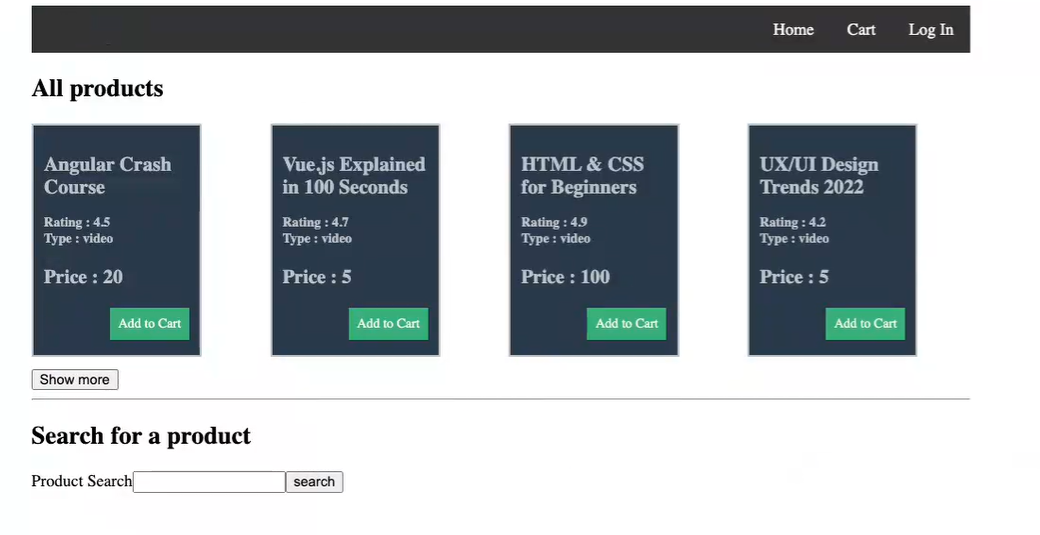 Home Cart Log In
All products
Angular Crash Course
Rating : 4.5
Type : video
Price : 20
Add to Cart
Vue.js Explained in 100 Seconds
Rating : 4.7
Type : video
Price : 5
Add to Cart
HTML & CSS for Beginners
Rating : 4.9
Type : video
Price : 100
Add to Cart
UX/UI Design Trends 2022
Rating : 4.2
Type : video
Price : 5
Add to Cart
Show more
Search for a product
Product Search search